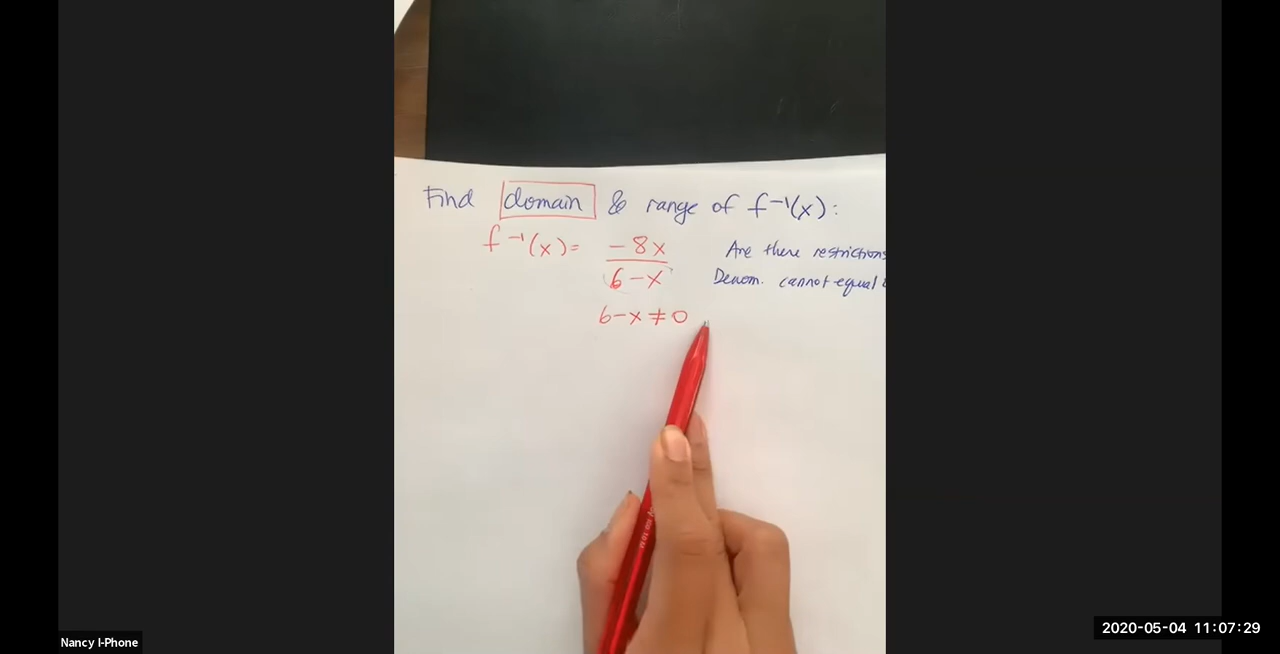 Find domain & range of f⁻¹(x):
f⁻¹(x) = -8x / 6-x
Are there restrictions
Denom. cannot equal
6-x ≠ 0
Nancy I-Phone
2020-05-04 11:07:29